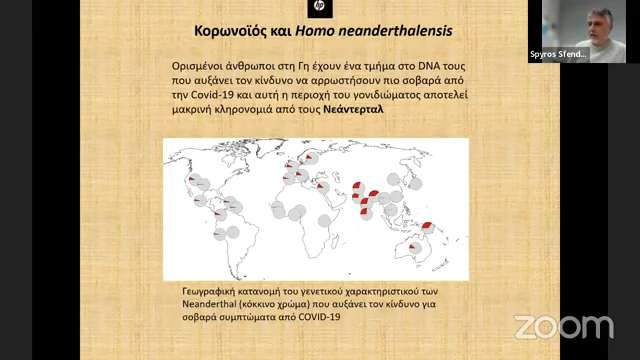 hp
Κορωνοϊός και Homo neanderthalensis
Spyros Sfend...
Ορισμένοι άνθρωποι στη Γη έχουν ένα τμήμα στο DNA τους
που αυξάνει τον κίνδυνο να αρρωστήσουν πιο σοβαρά από
την Covid-19 και αυτή η περιοχή του γονιδιώματος αποτελεί
μακρινή κληρονομιά από τους Νεάντερταλ
Γεωγραφική κατανομή του γενετικού χαρακτηριστικού των
Neanderthal (κόκκινο χρώμα) που αυξάνει τον κίνδυνο για
σοβαρά συμπτώματα από COVID-19
zoom